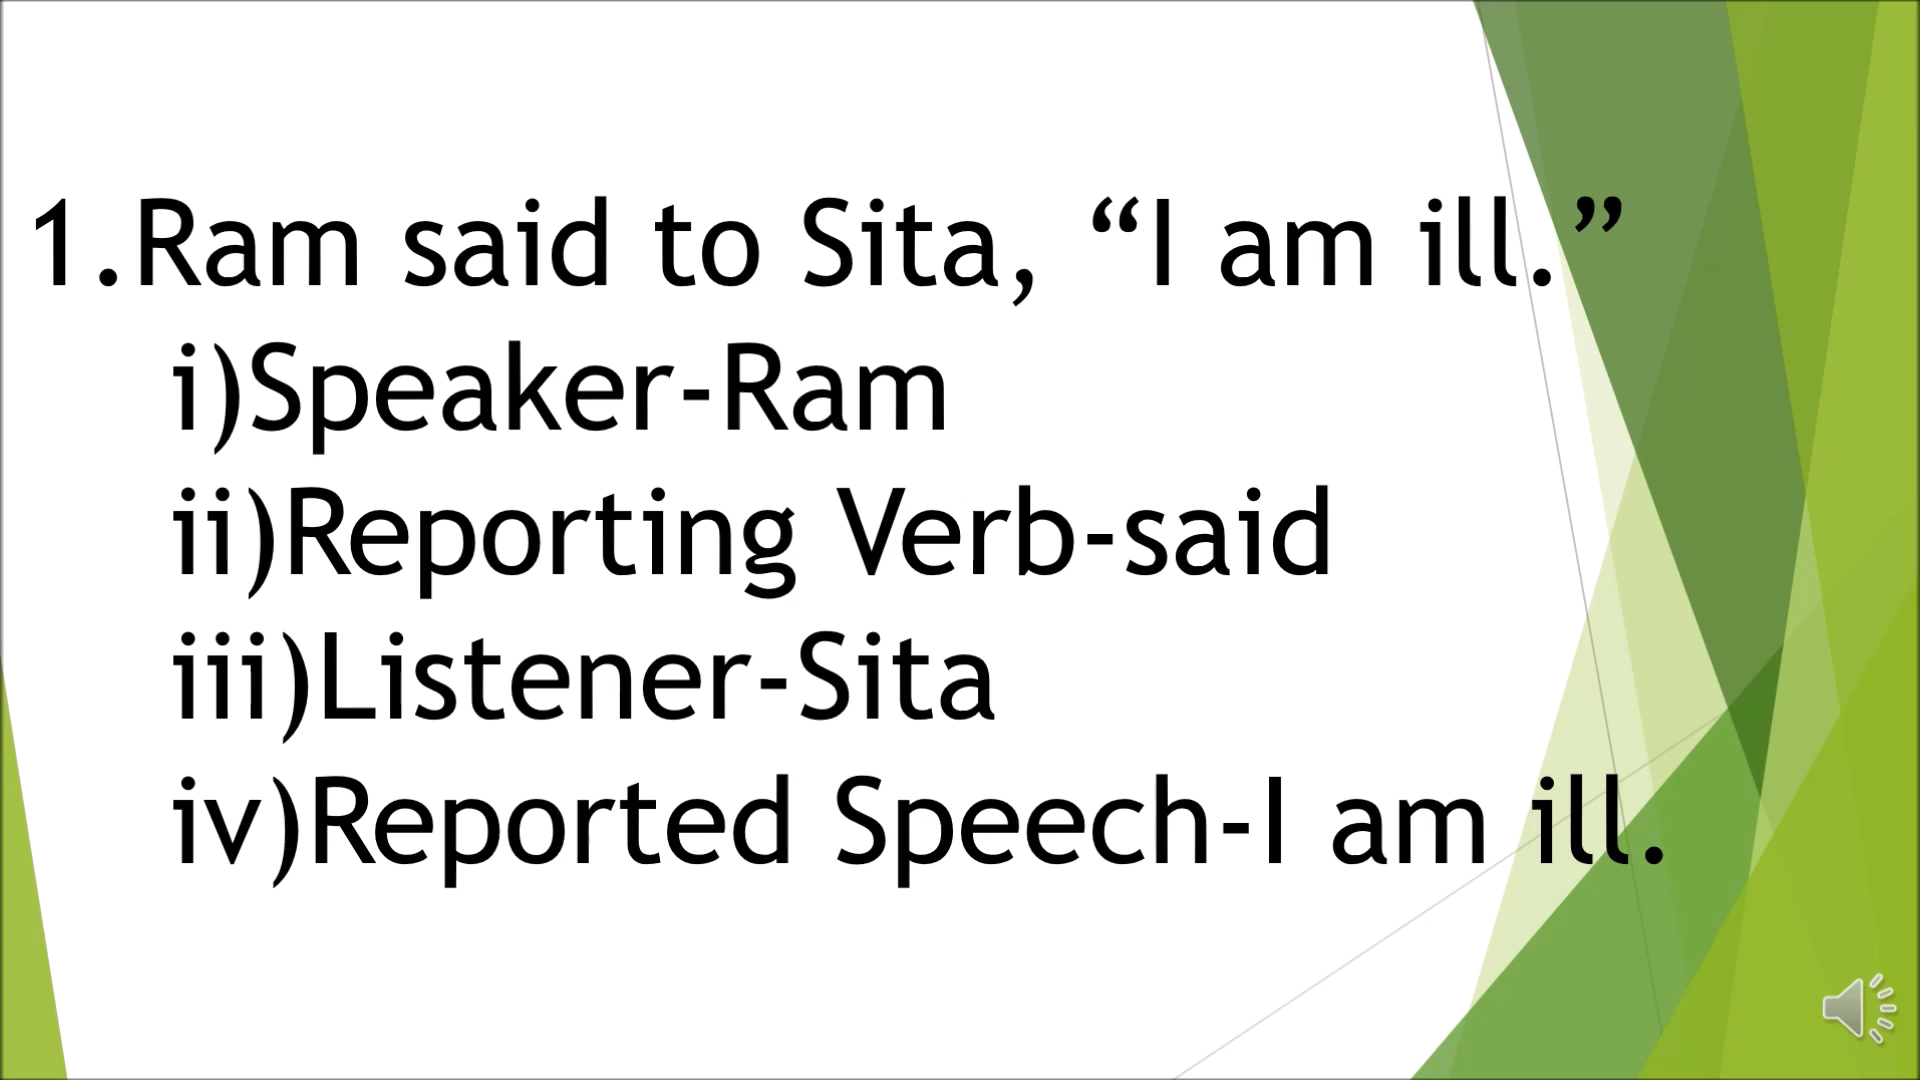 1.Ram said to Sita, “I am ill.”
i)Speaker-Ram
ii)Reporting Verb-said
iii)Listener-Sita
iv)Reported Speech-I am ill.